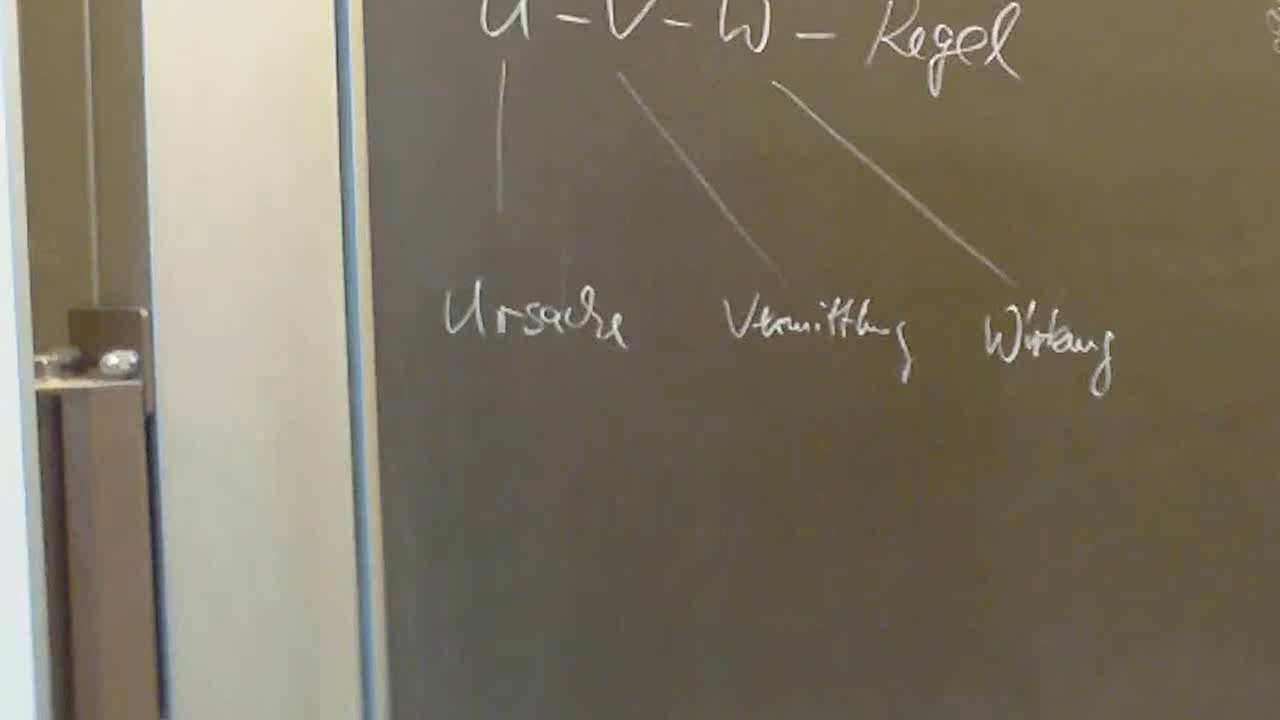 U - V - W - Regel
Ursache Vermittlung Wirkung